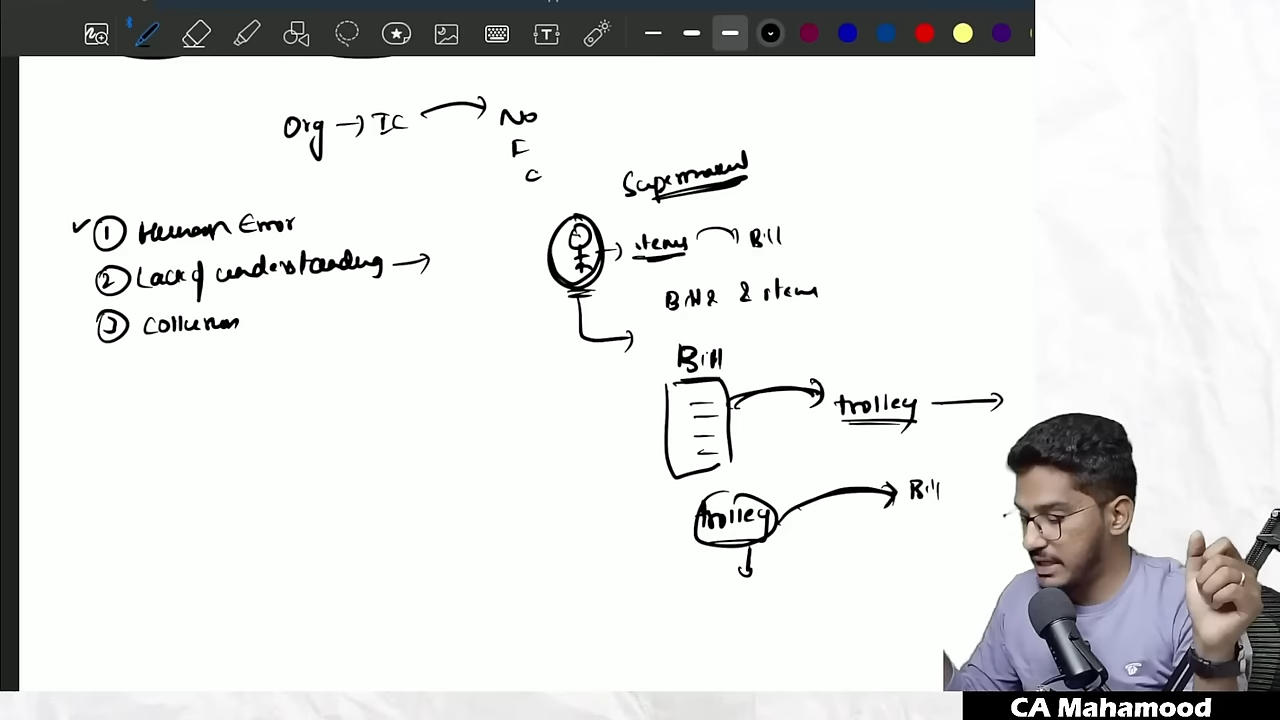 Org → IC → No
F
C
Supermarket
✓ ① Human Error
② Lack of understanding →
③ Collusion
→ items → Bill
Bill & items
Bill
trolley →
trolley → Bill
CA Mahamood